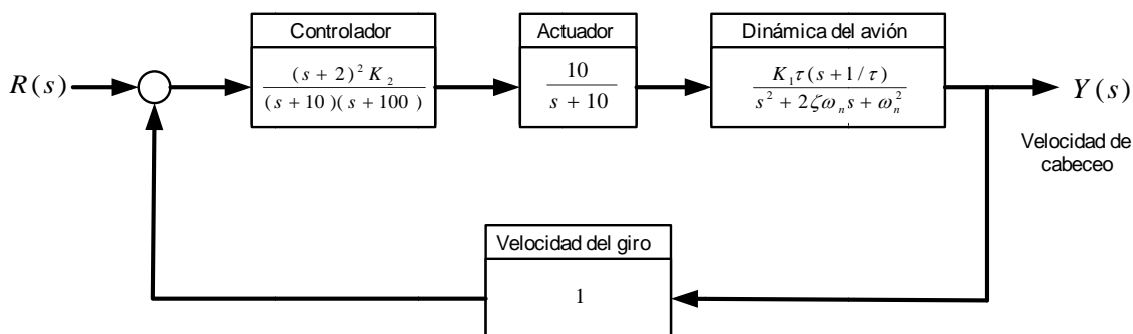 Controlador
Actuador
Dinámica del avión
R(s)
(s + 2)² K₂
(s + 10)(s + 100)
10
s + 10
K₁τ(s + 1/τ)
s² + 2ζωₙs + ωₙ²
Y(s)
Velocidad de
cabeceo
Velocidad del giro
1